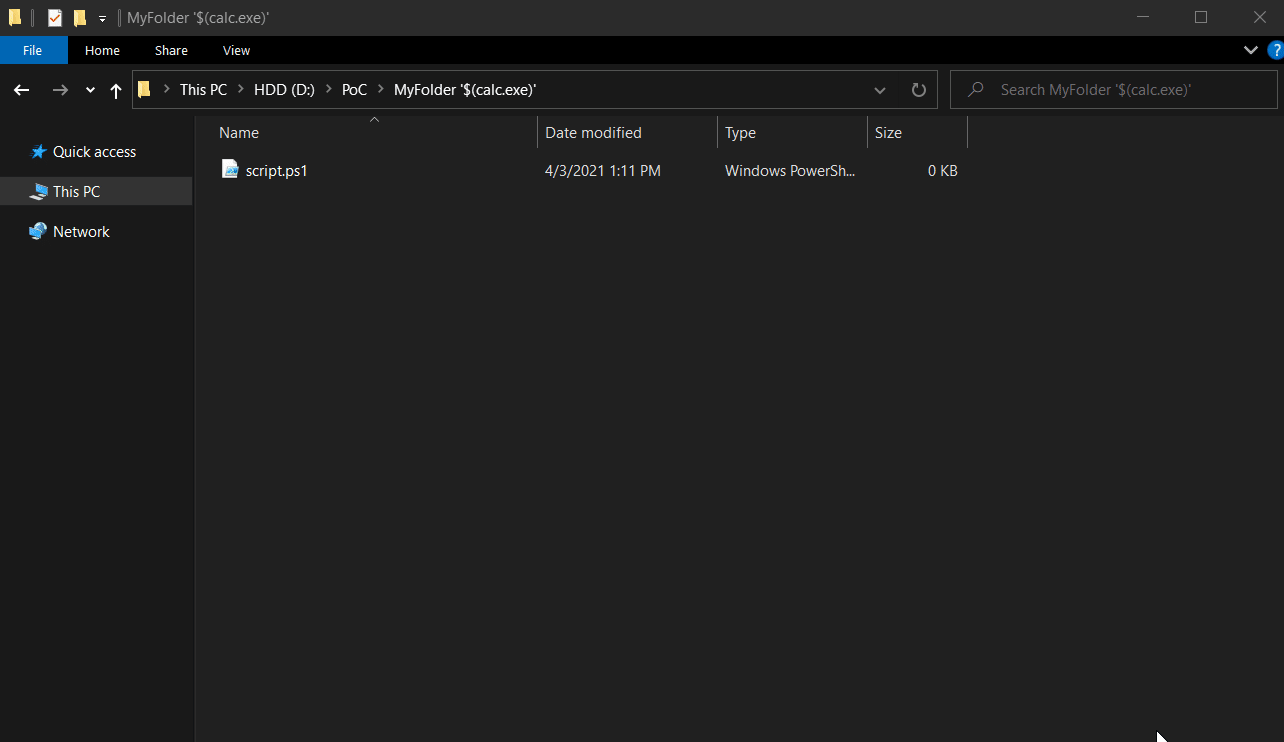 MyFolder '$(calc.exe)'
File Home Share View
?
This PC HDD (D:) PoC MyFolder '$(calc.exe)' Search MyFolder '$(calc.exe)'
Name Date modified Type Size
Quick access
script.ps1 4/3/2021 1:11 PM Windows PowerSh... 0 KB
This PC
Network